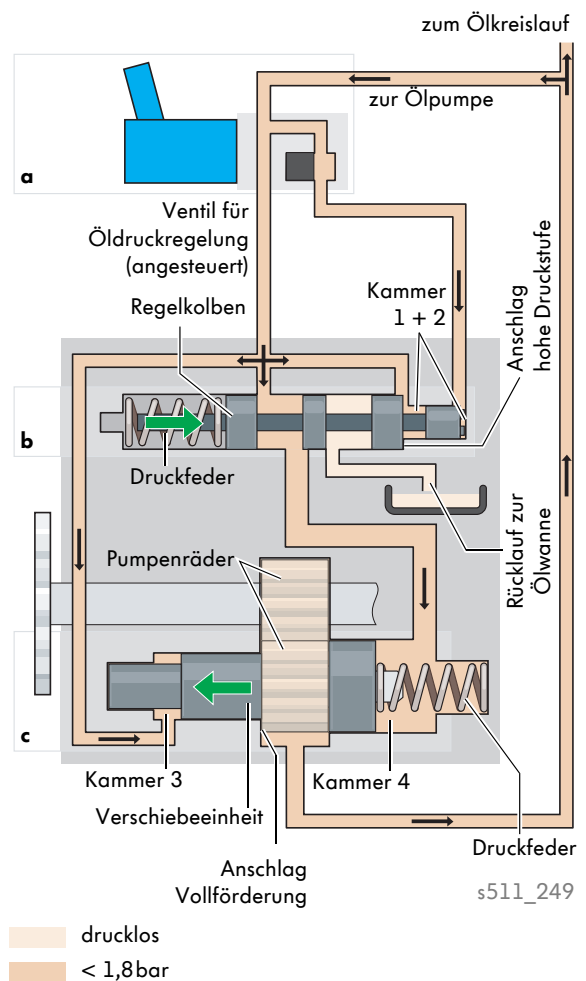 zum Ölkreislauf
zur Ölpumpe
a
Ventil für
Öldruckregelung
(angesteuert)
Regelkolben
Kammer
1 + 2
Anschlag
hohe Druckstufe
b
Druckfeder
Rücklauf zur
Ölwanne
Pumpenräder
c
Kammer 3
Kammer 4
Verschiebeeinheit
Druckfeder
Anschlag
Vollförderung
s511_249
drucklos
< 1,8 bar